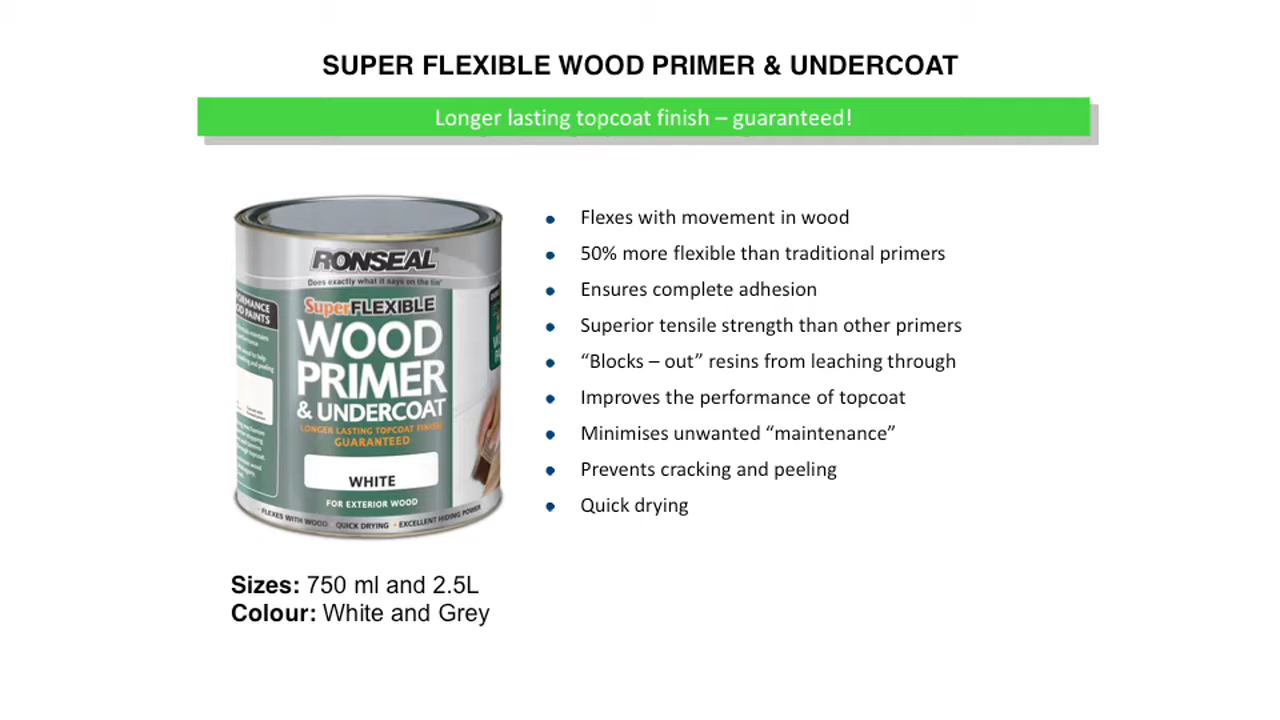 SUPER FLEXIBLE WOOD PRIMER & UNDERCOAT
Longer lasting topcoat finish – guaranteed!
RONSEAL
Does exactly what it says on the tin
SuperFLEXIBLE
WOOD
PRIMER
& UNDERCOAT
LONGER LASTING TOPCOAT FINISH
GUARANTEED
WHITE
FOR EXTERIOR WOOD
FLEXES WITH WOOD QUICK DRYING • EXCELLENT HIDING POWER
• Flexes with movement in wood
• 50% more flexible than traditional primers
• Ensures complete adhesion
• Superior tensile strength than other primers
• “Blocks – out” resins from leaching through
• Improves the performance of topcoat
• Minimises unwanted “maintenance”
• Prevents cracking and peeling
• Quick drying
Sizes: 750 ml and 2.5L
Colour: White and Grey